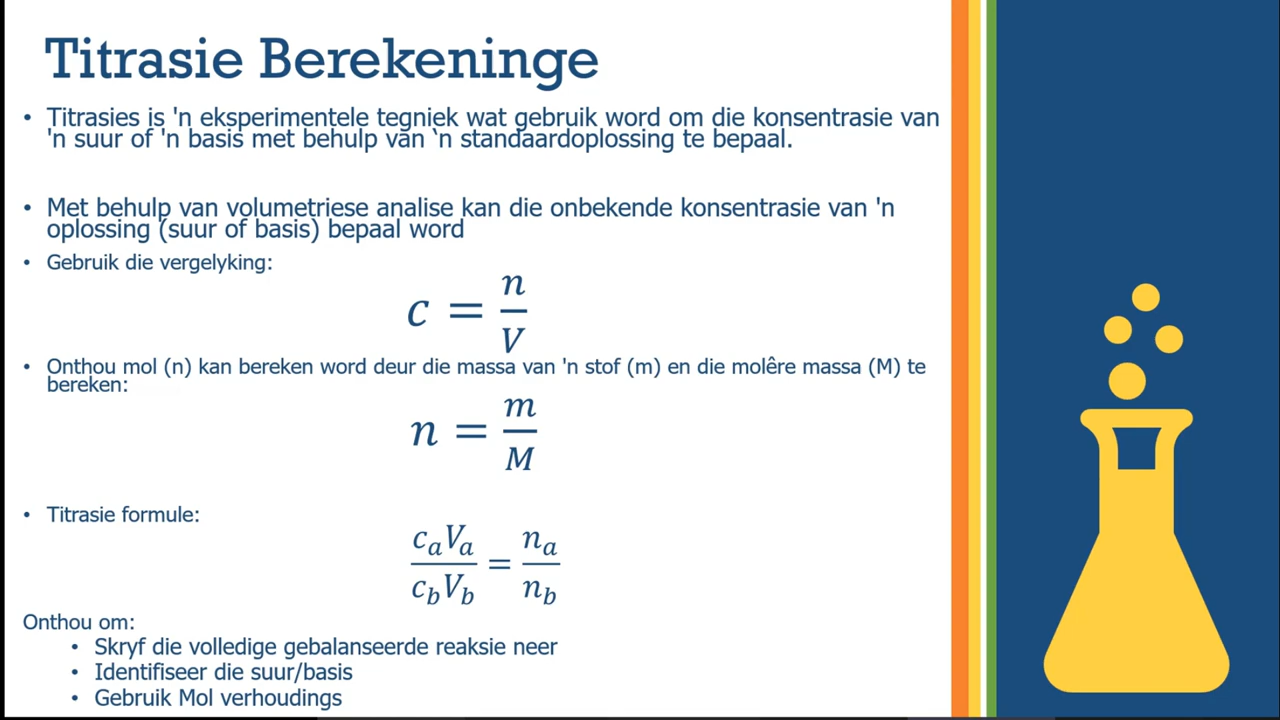 Titrasie Berekeninge
• Titrasies is 'n eksperimentele tegniek wat gebruik word om die konsentrasie van
'n suur of 'n basis met behulp van ‘n standaardoplossing te bepaal.
• Met behulp van volumetriese analise kan die onbekende konsentrasie van 'n
oplossing (suur of basis) bepaal word
• Gebruik die vergelyking:
c = n/V
• Onthou mol (n) kan bereken word deur die massa van 'n stof (m) en die molêre massa (M) te
bereken:
n = m/M
• Titrasie formule:
cₐVₐ/c_bV_b = nₐ/n_b
Onthou om:
• Skryf die volledige gebalanseerde reaksie neer
• Identifiseer die suur/basis
• Gebruik Mol verhoudings